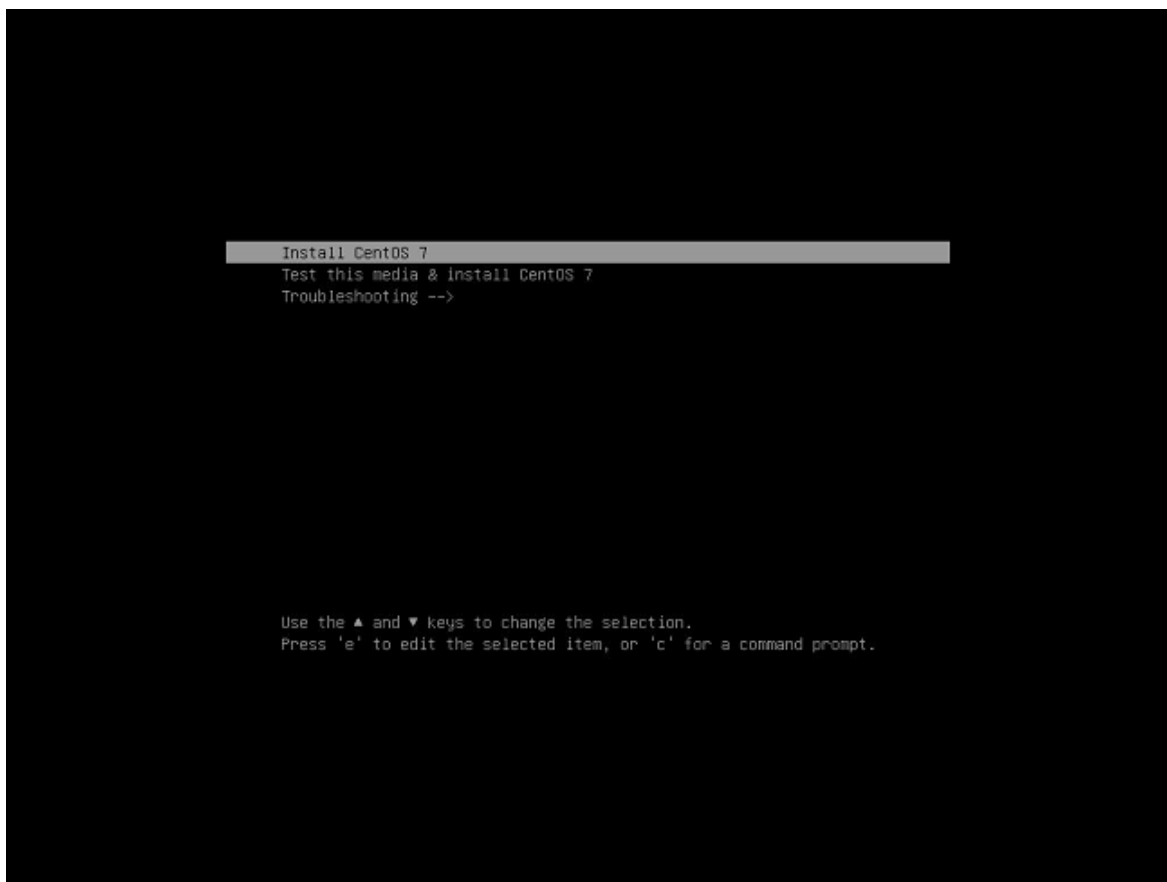 Install CentOS 7
Test this media & install CentOS 7
Troubleshooting -->
Use the ▲ and ▼ keys to change the selection.
Press 'e' to edit the selected item, or 'c' for a command prompt.